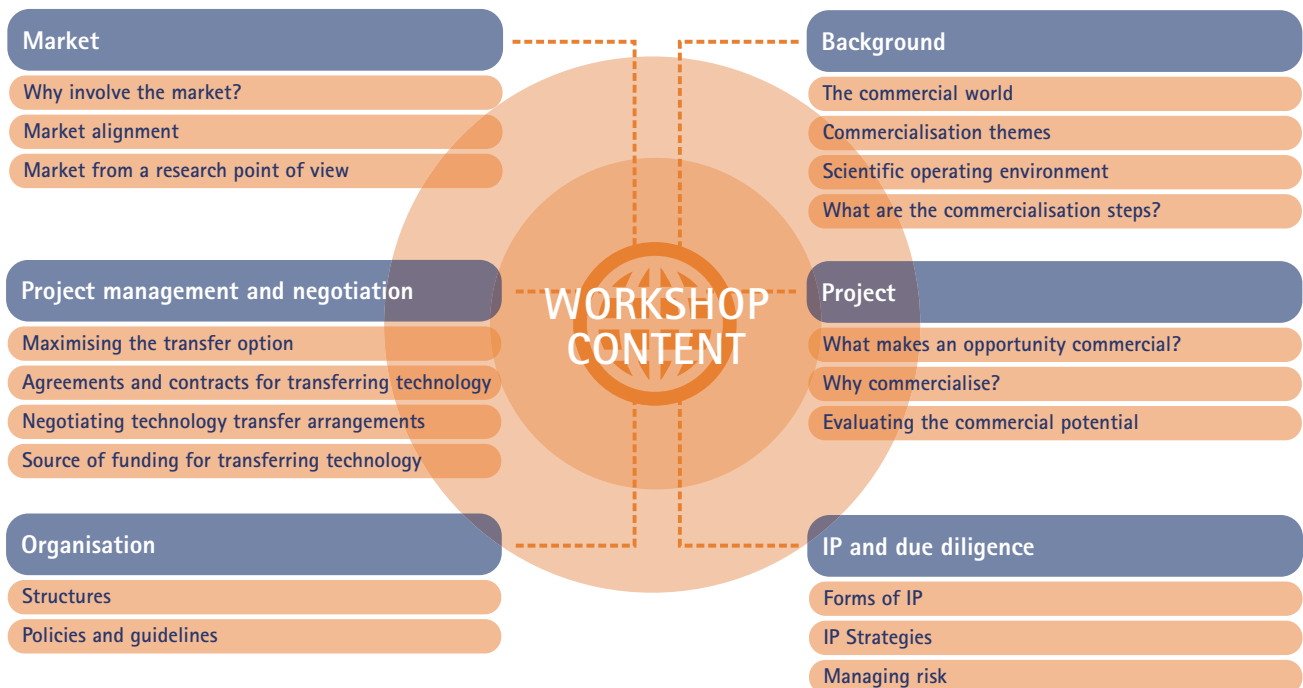 Market
Why involve the market?
Market alignment
Market from a research point of view
Project management and negotiation
Maximising the transfer option
Agreements and contracts for transferring technology
Negotiating technology transfer arrangements
Source of funding for transferring technology
Organisation
Structures
Policies and guidelines
WORKSHOP
CONTENT
Background
The commercial world
Commercialisation themes
Scientific operating environment
What are the commercialisation steps?
Project
What makes an opportunity commercial?
Why commercialise?
Evaluating the commercial potential
IP and due diligence
Forms of IP
IP Strategies
Managing risk